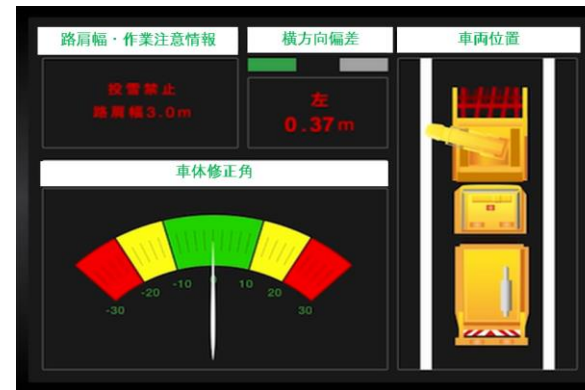 路肩幅・作業注意情報
横方向偏差
車両位置
投雪禁止
路肩幅3.0m
左
0.37m
車体修正角
-30
-20
-10
0
10
20
30